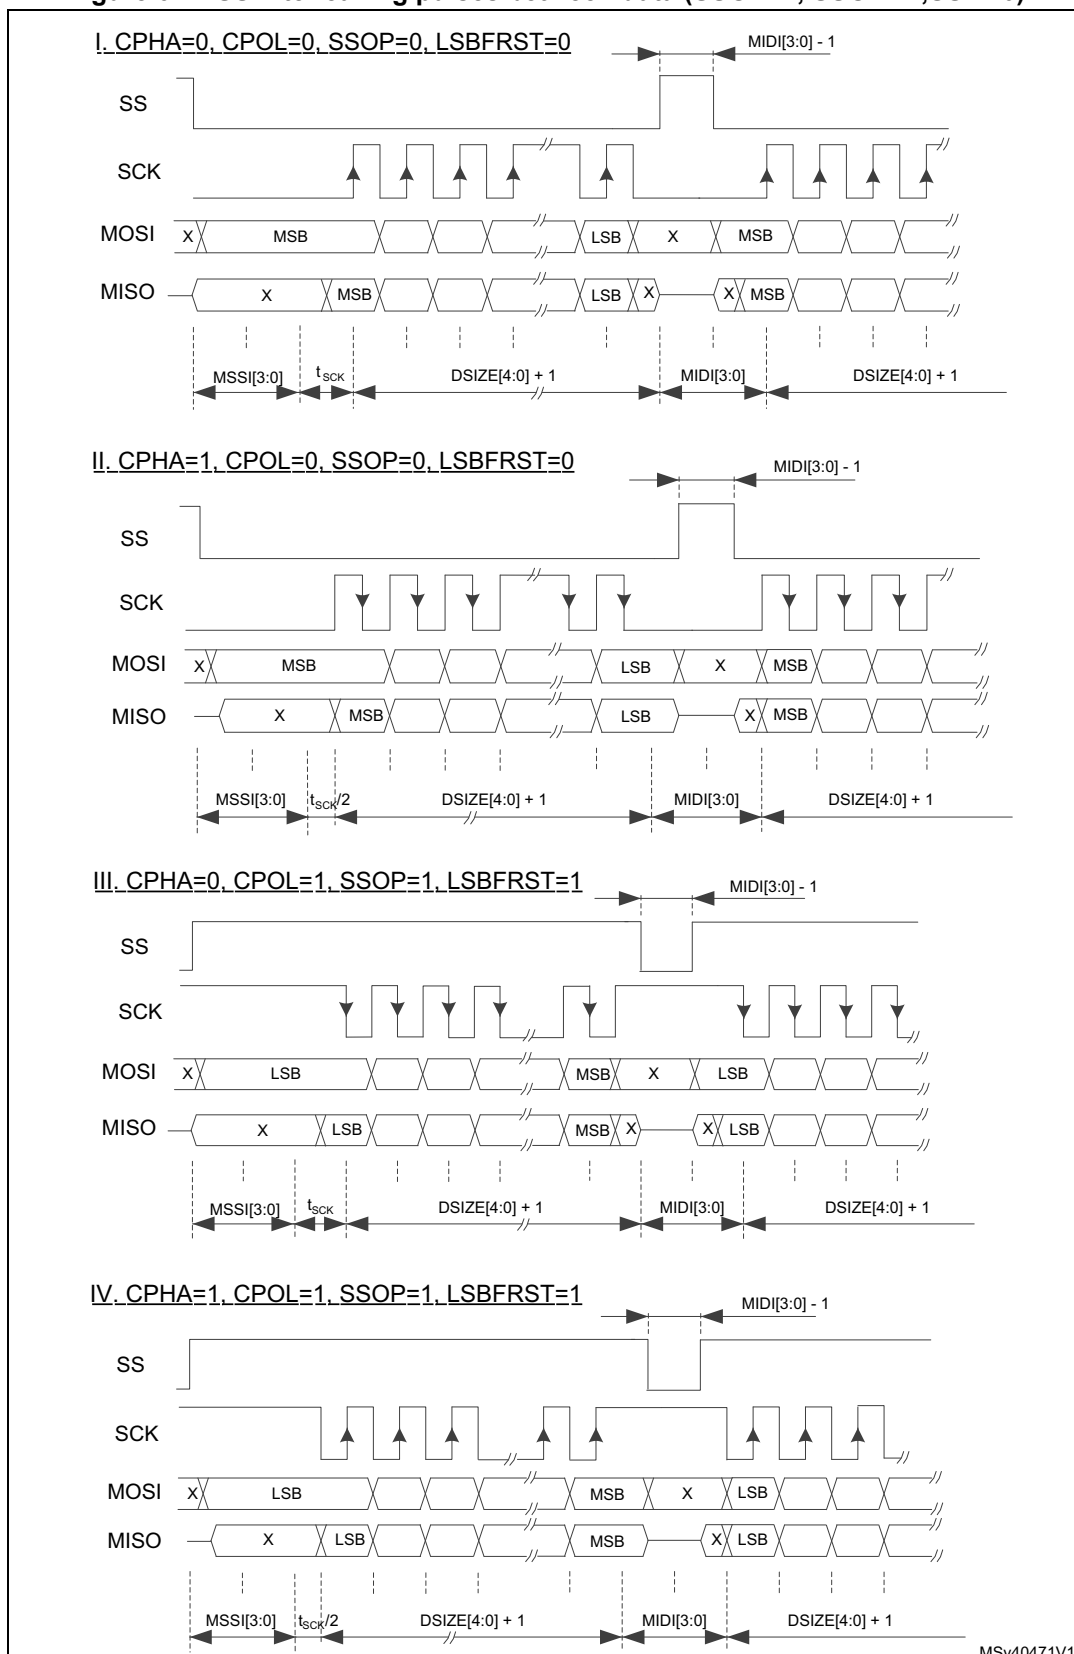 I. CPHA=0, CPOL=0, SSOP=0, LSBFRST=0
MIDI[3:0] - 1
SS
SCK
MOSI X MSB LSB X MSB
MISO X MSB LSB X X MSB
MSSI[3:0] tSCK DSIZE[4:0] + 1 MIDI[3:0] DSIZE[4:0] + 1
II. CPHA=1, CPOL=0, SSOP=0, LSBFRST=0
MIDI[3:0] - 1
SS
SCK
MOSI X MSB LSB X MSB
MISO X MSB LSB X MSB
MSSI[3:0] tSCK/2 DSIZE[4:0] + 1 MIDI[3:0] DSIZE[4:0] + 1
III. CPHA=0, CPOL=1, SSOP=1, LSBFRST=1
MIDI[3:0] - 1
SS
SCK
MOSI X LSB MSB X LSB
MISO X LSB MSB X X LSB
MSSI[3:0] tSCK DSIZE[4:0] + 1 MIDI[3:0] DSIZE[4:0] + 1
IV. CPHA=1, CPOL=1, SSOP=1, LSBFRST=1
MIDI[3:0] - 1
SS
SCK
MOSI X LSB MSB X LSB
MISO X LSB MSB X LSB
MSSI[3:0] tSCK/2 DSIZE[4:0] + 1 MIDI[3:0] DSIZE[4:0] + 1
MSv40471V1